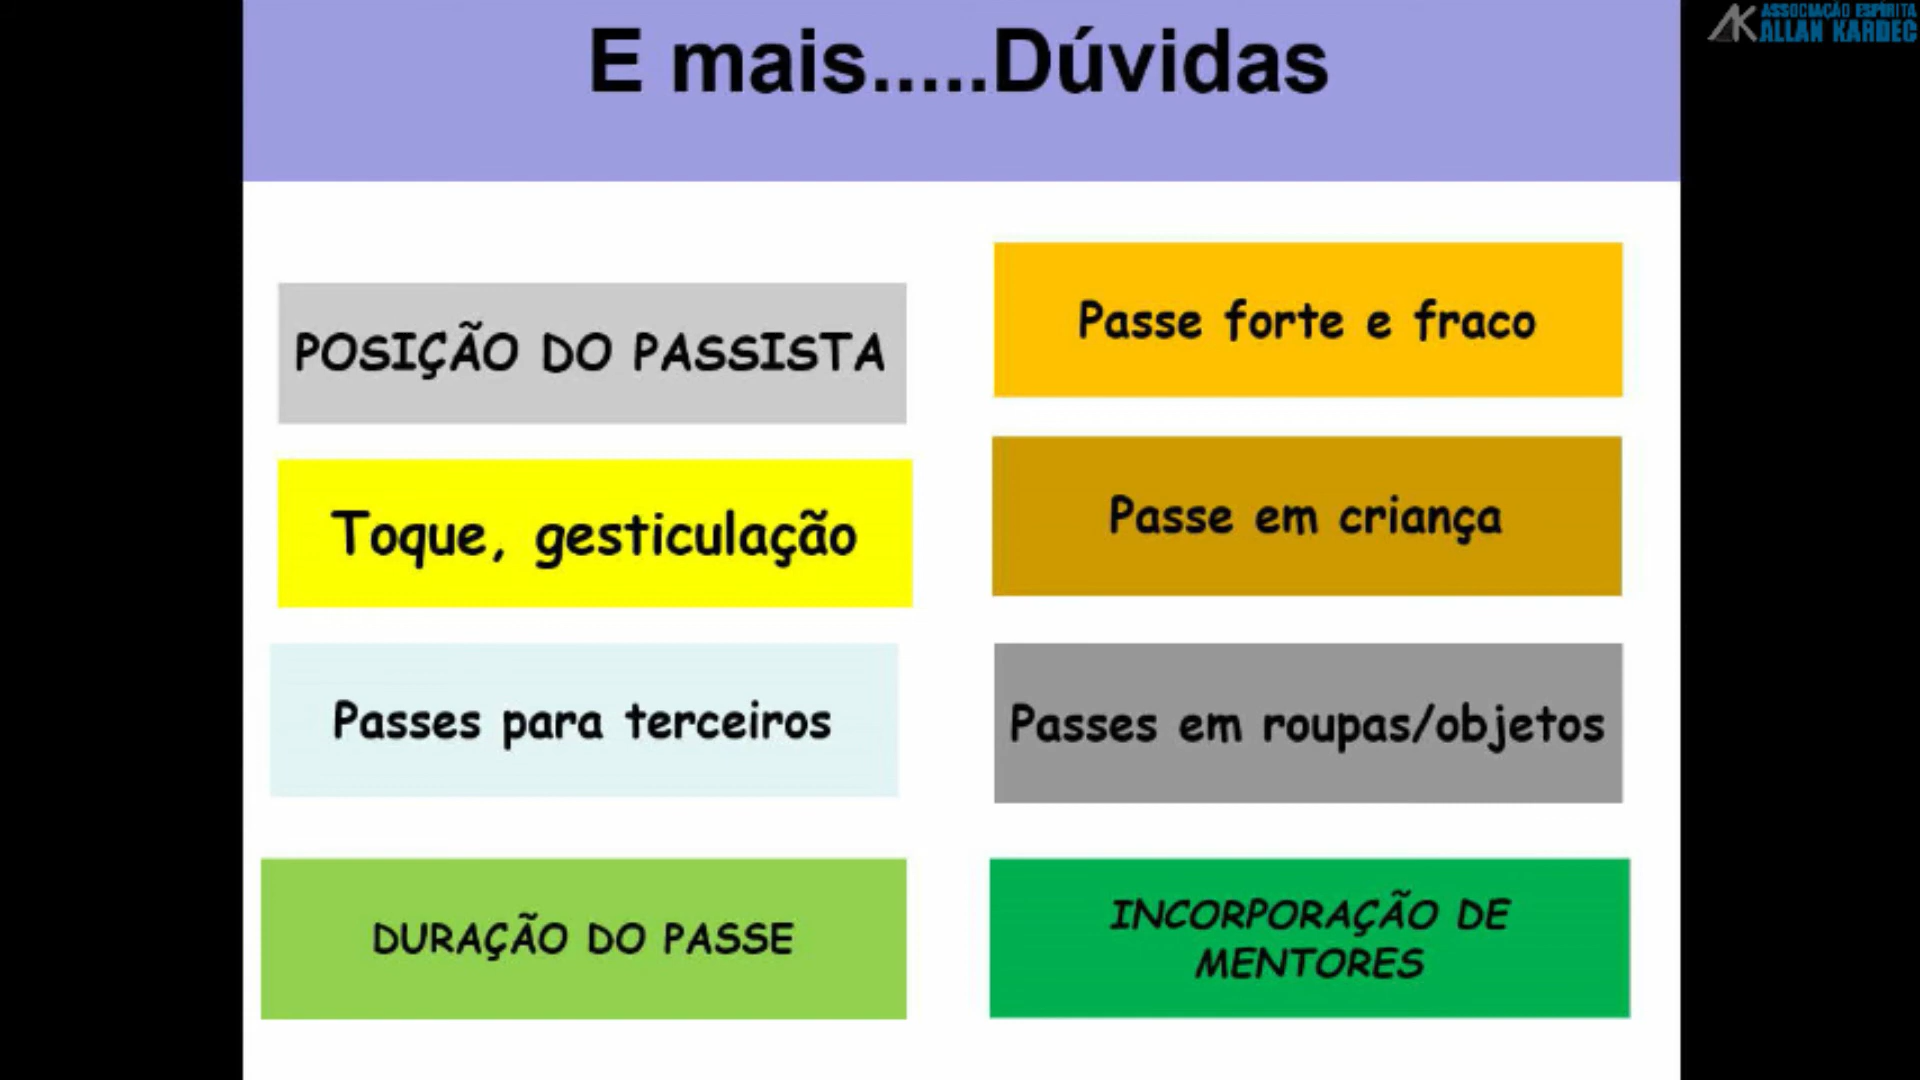 E mais.....Dúvidas
POSIÇÃO DO PASSISTA
Passe forte e fraco
Toque, gesticulação
Passe em criança
Passes para terceiros
Passes em roupas/objetos
DURAÇÃO DO PASSE
INCORPORAÇÃO DE
MENTORES
AK
ASSOCIAÇÃO ESPÍRITA
ALLAN KARDEC